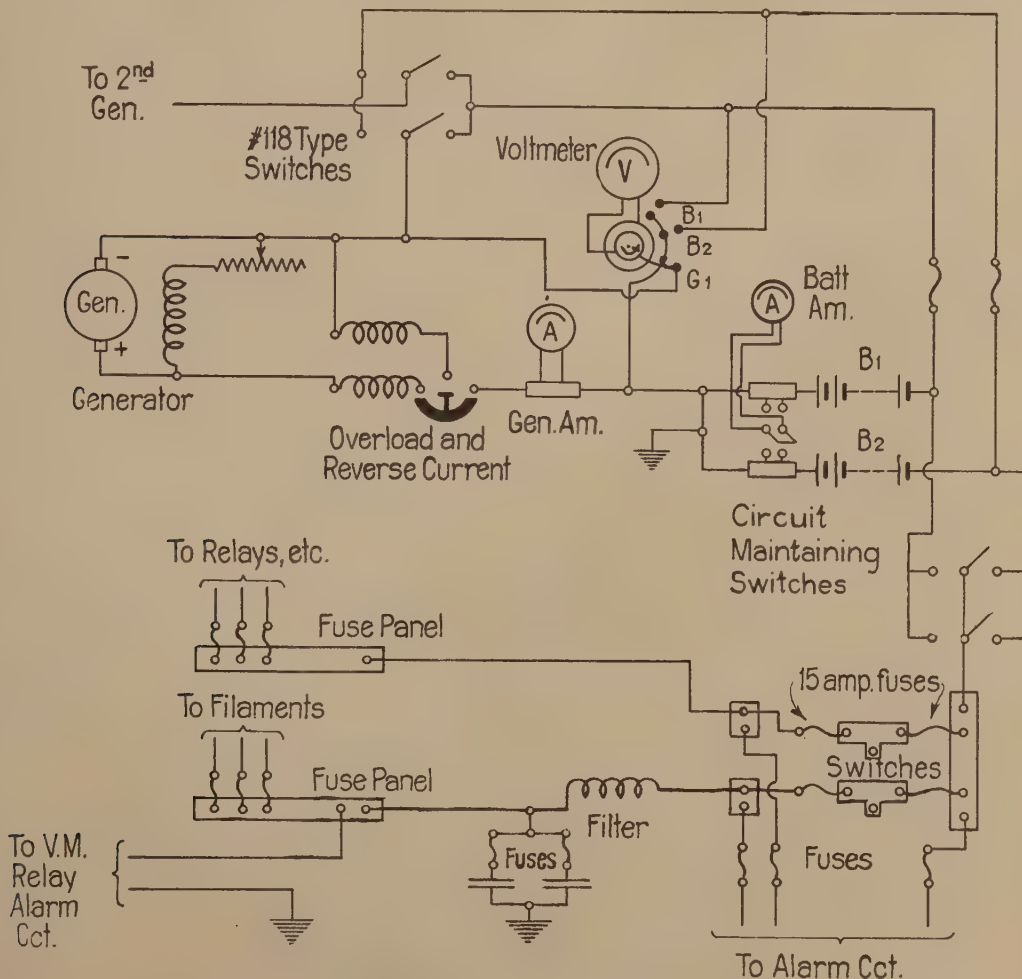 To 2nd
Gen.
#118 Type
Switches
Voltmeter
V
B1
B2
G1
-
Gen.
+
Generator
A
Gen. Am.
Overload and
Reverse Current
A
Batt
Am.
B1
B2
Circuit
Maintaining
Switches
To Relays, etc.
Fuse Panel
15 amp. fuses
Switches
To Filaments
Fuse Panel
Filter
Fuses
Fuses
To V.M.
Relay
Alarm
Cct.
To Alarm Cct.